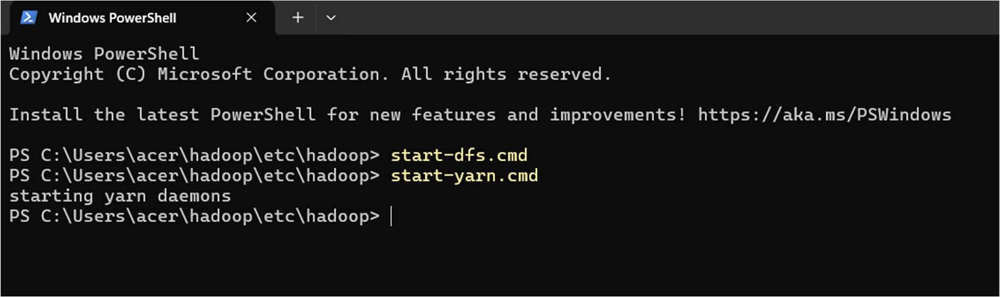 Windows PowerShell
Windows PowerShell
Copyright (C) Microsoft Corporation. All rights reserved.
Install the latest PowerShell for new features and improvements! https://aka.ms/PSWindows
PS C:\Users\acer\hadoop\etc\hadoop> start-dfs.cmd
PS C:\Users\acer\hadoop\etc\hadoop> start-yarn.cmd
starting yarn daemons
PS C:\Users\acer\hadoop\etc\hadoop>